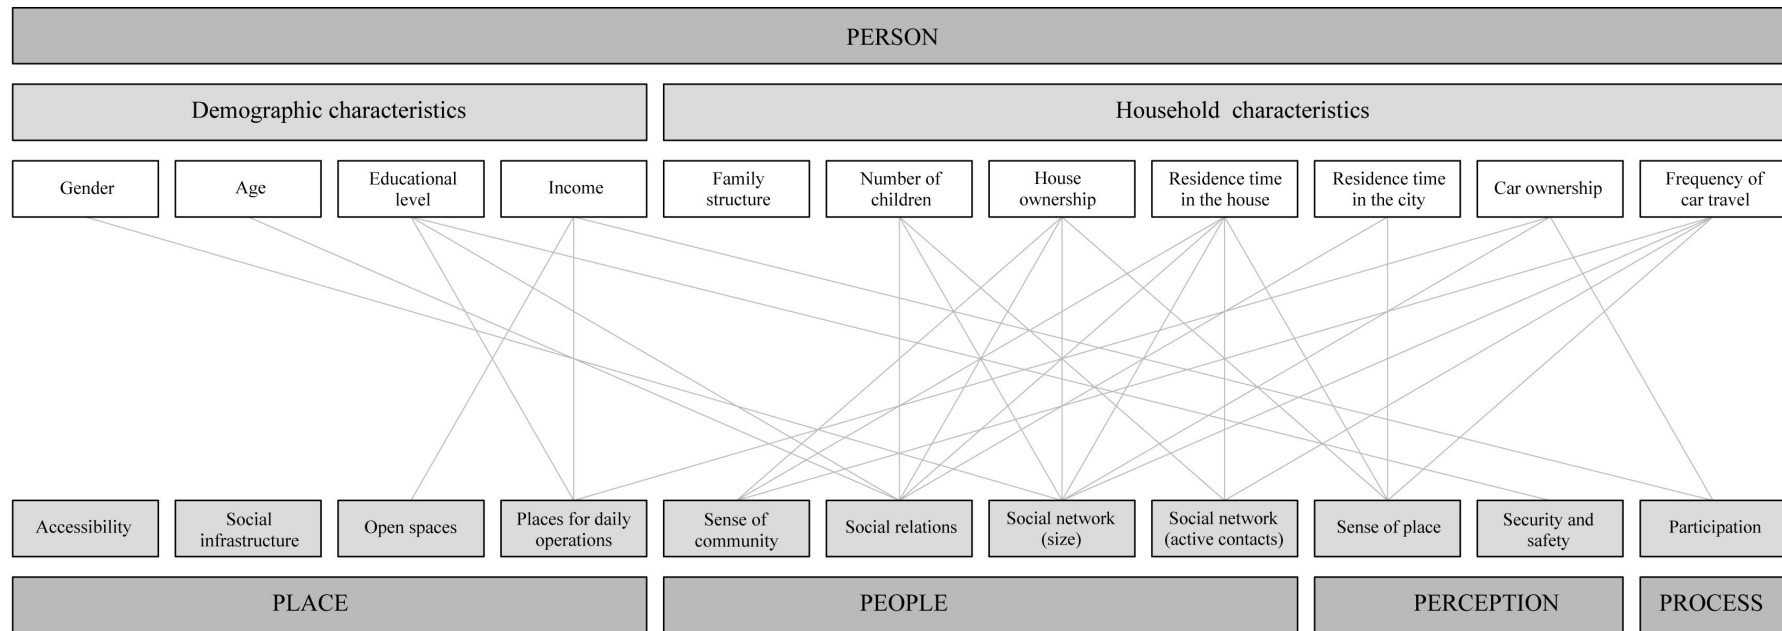 PERSON
Demographic characteristics
Household characteristics
Gender
Age
Educational
level
Income
Family
structure
Number of
children
House
ownership
Residence time
in the house
Residence time
in the city
Car ownership
Frequency of
car travel
Accessibility
Social
infrastructure
Open spaces
Places for daily
operations
Sense of
community
Social relations
Social network
(size)
Social network
(active contacts)
Sense of place
Security and
safety
Participation
PLACE
PEOPLE
PERCEPTION
PROCESS